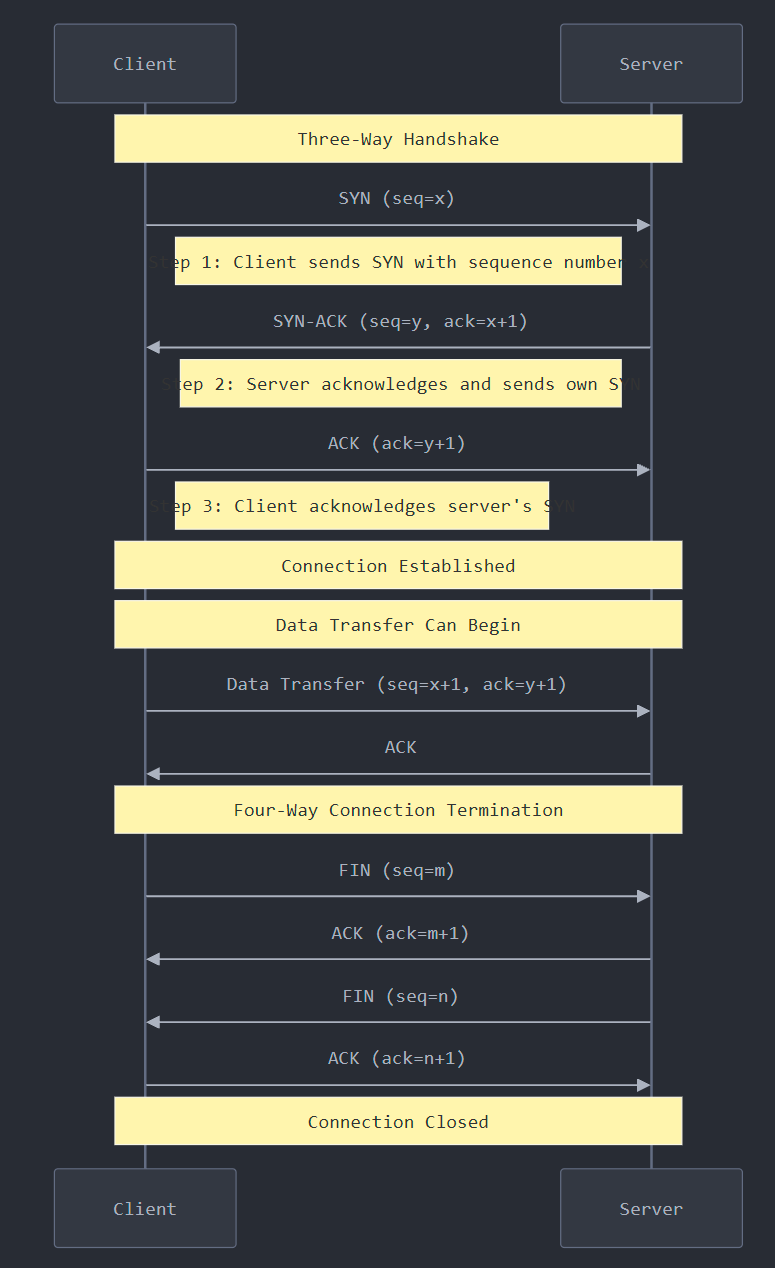 Client
Server
Three-Way Handshake
SYN (seq=x)
Step 1: Client sends SYN with sequence number x
SYN-ACK (seq=y, ack=x+1)
Step 2: Server acknowledges and sends own SYN
ACK (ack=y+1)
Step 3: Client acknowledges server's SYN
Connection Established
Data Transfer Can Begin
Data Transfer (seq=x+1, ack=y+1)
ACK
Four-Way Connection Termination
FIN (seq=m)
ACK (ack=m+1)
FIN (seq=n)
ACK (ack=n+1)
Connection Closed
Client
Server